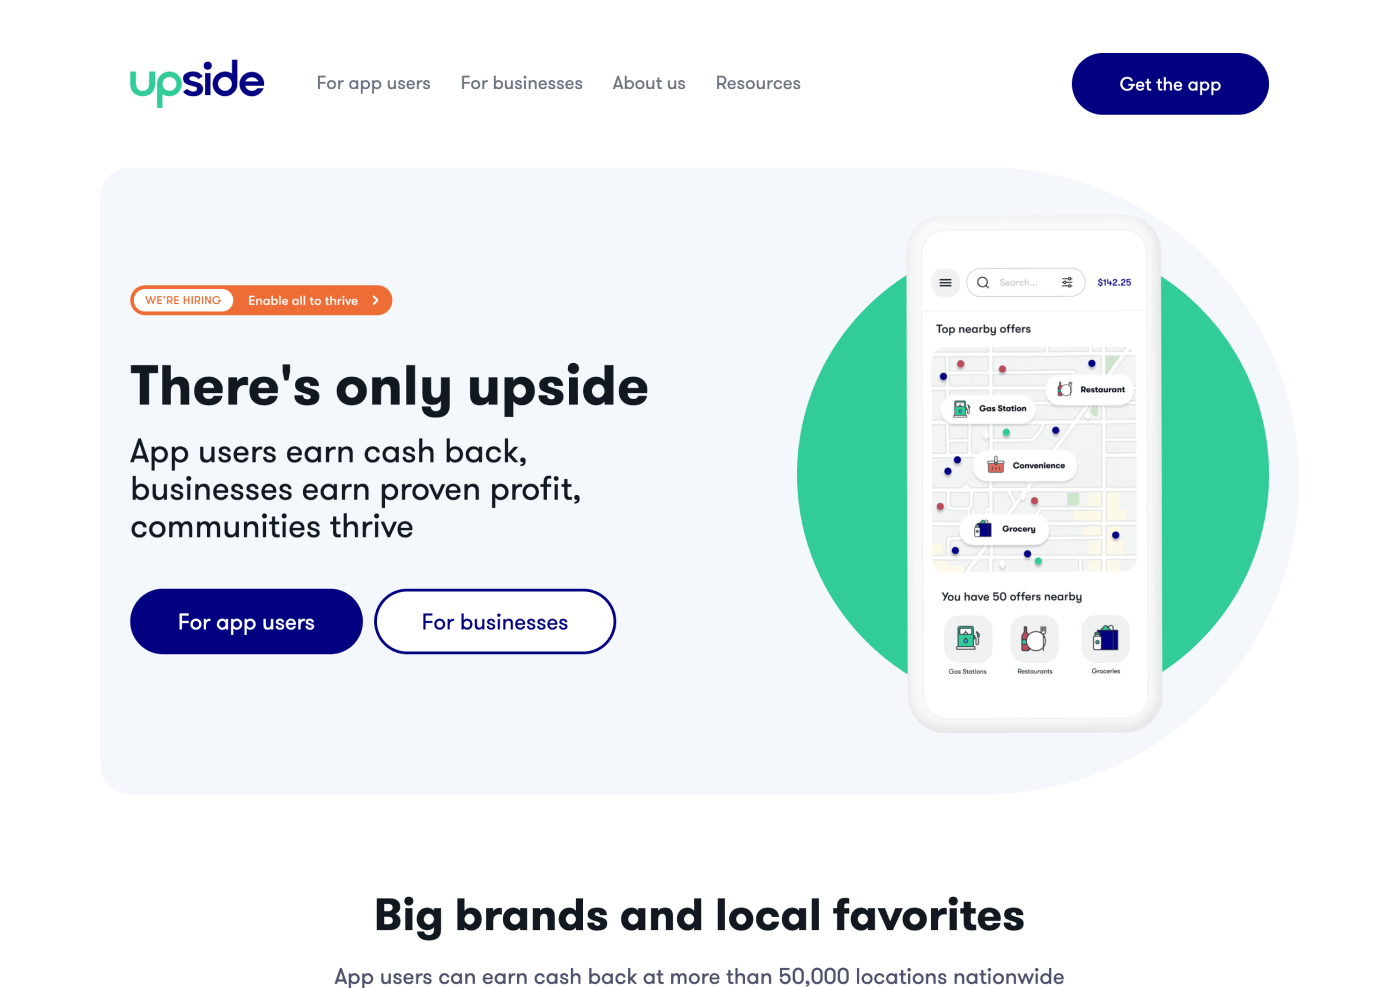 upside
For app users
For businesses
About us
Resources
Get the app
WE'RE HIRING
Enable all to thrive
There's only upside
App users earn cash back,
businesses earn proven profit,
communities thrive
For app users
For businesses
Search...
$142.25
Top nearby offers
Restaurant
Gas Station
Convenience
Grocery
You have 50 offers nearby
Gas Stations
Restaurants
Groceries
Big brands and local favorites
App users can earn cash back at more than 50,000 locations nationwide